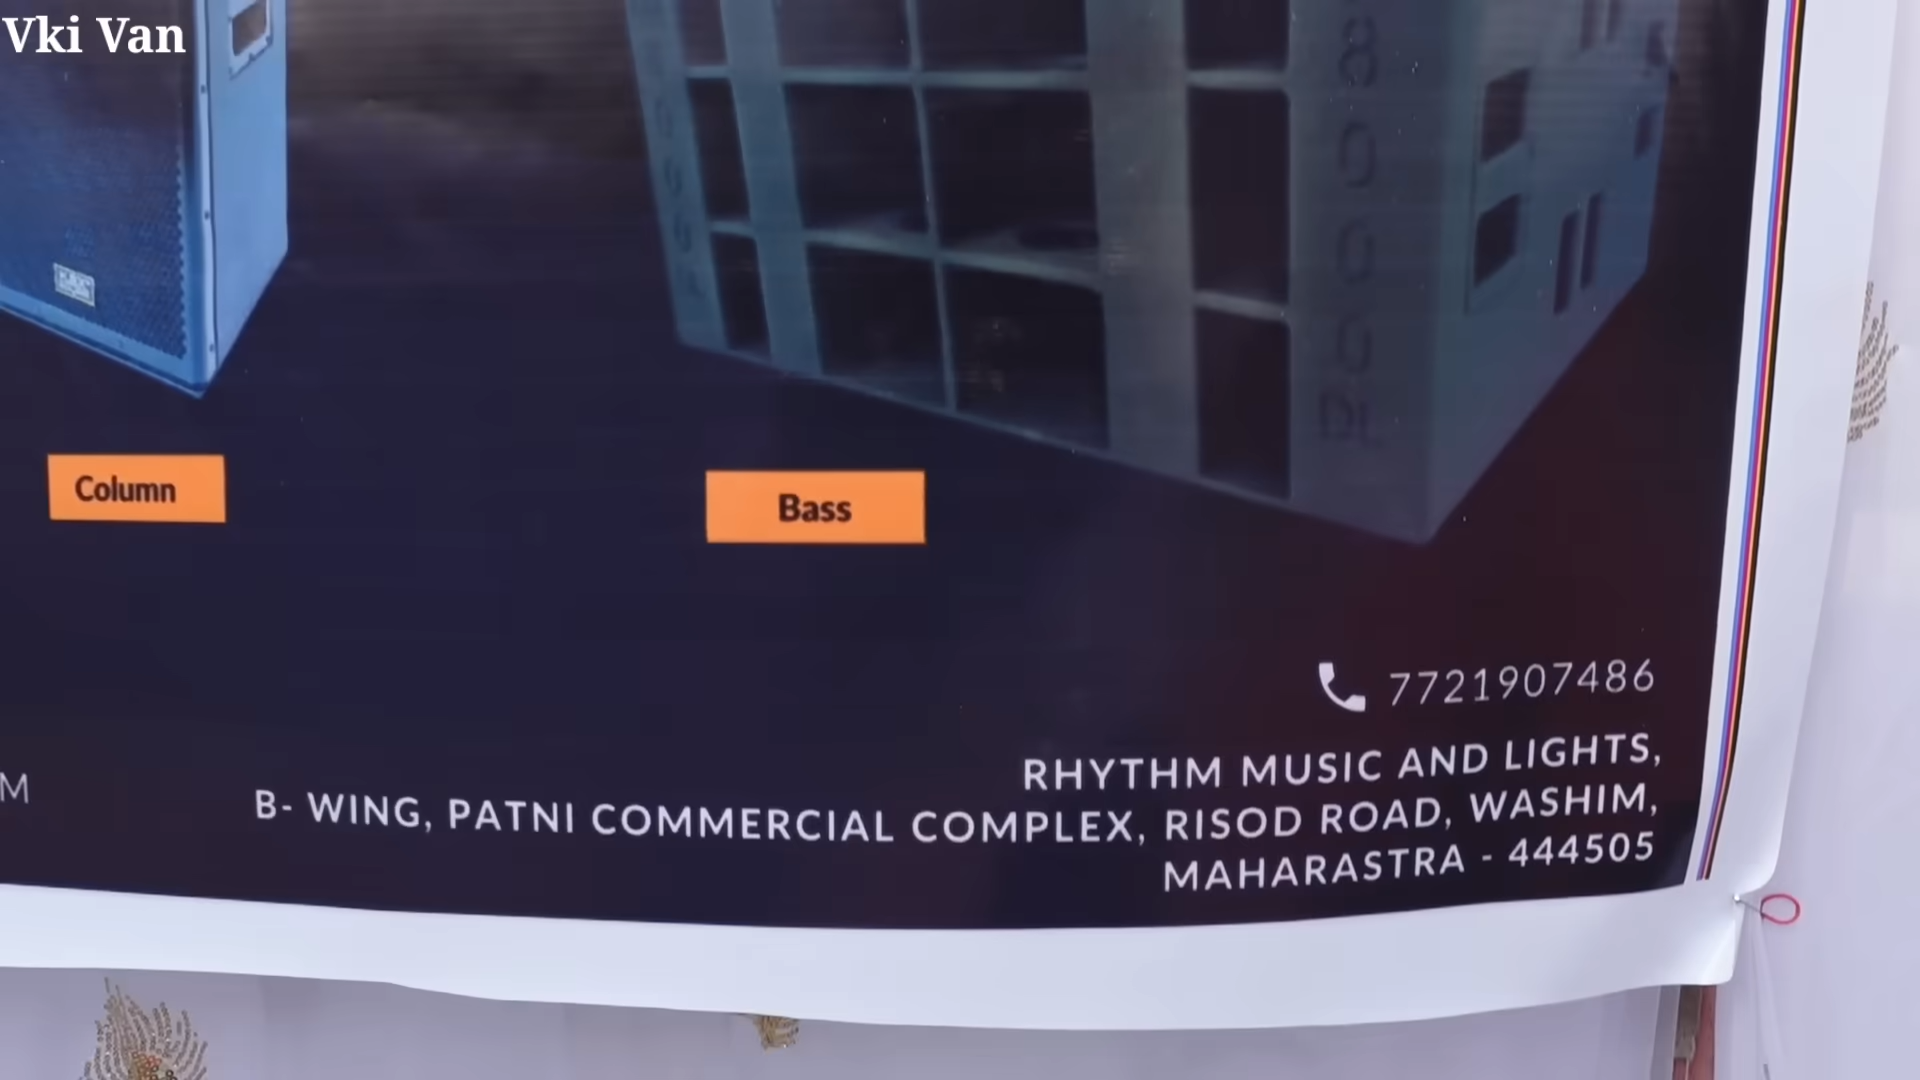 Vki Van
Column
Bass
7721907486
RHYTHM MUSIC AND LIGHTS,
B- WING, PATNI COMMERCIAL COMPLEX, RISOD ROAD, WASHIM,
MAHARASTRA - 444505